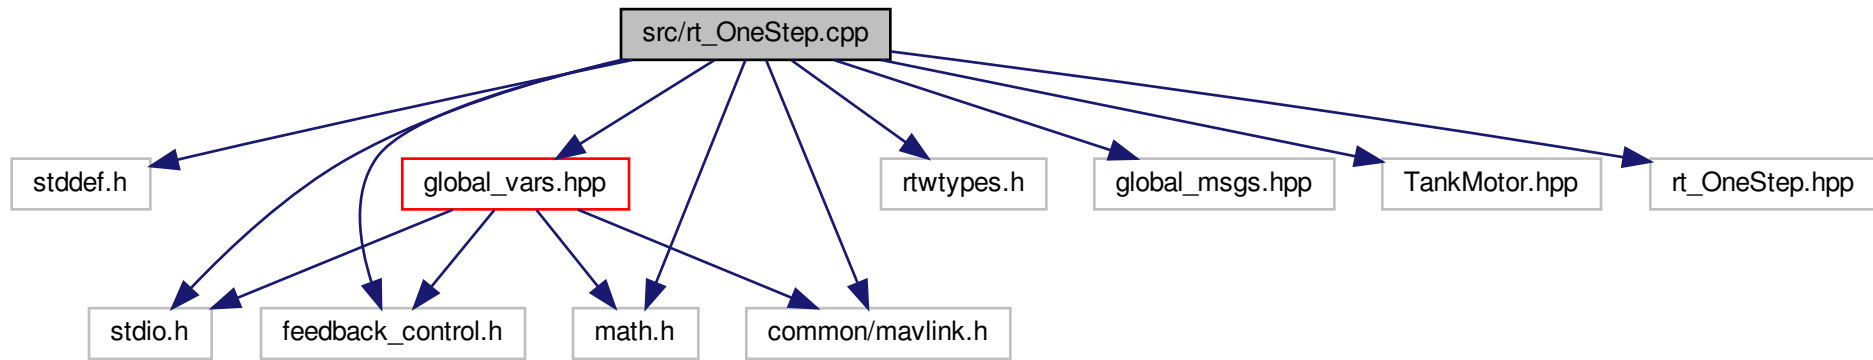 src/rt_OneStep.cpp
stddef.h
global_vars.hpp
rtwtypes.h
global_msgs.hpp
TankMotor.hpp
rt_OneStep.hpp
stdio.h
feedback_control.h
math.h
common/mavlink.h